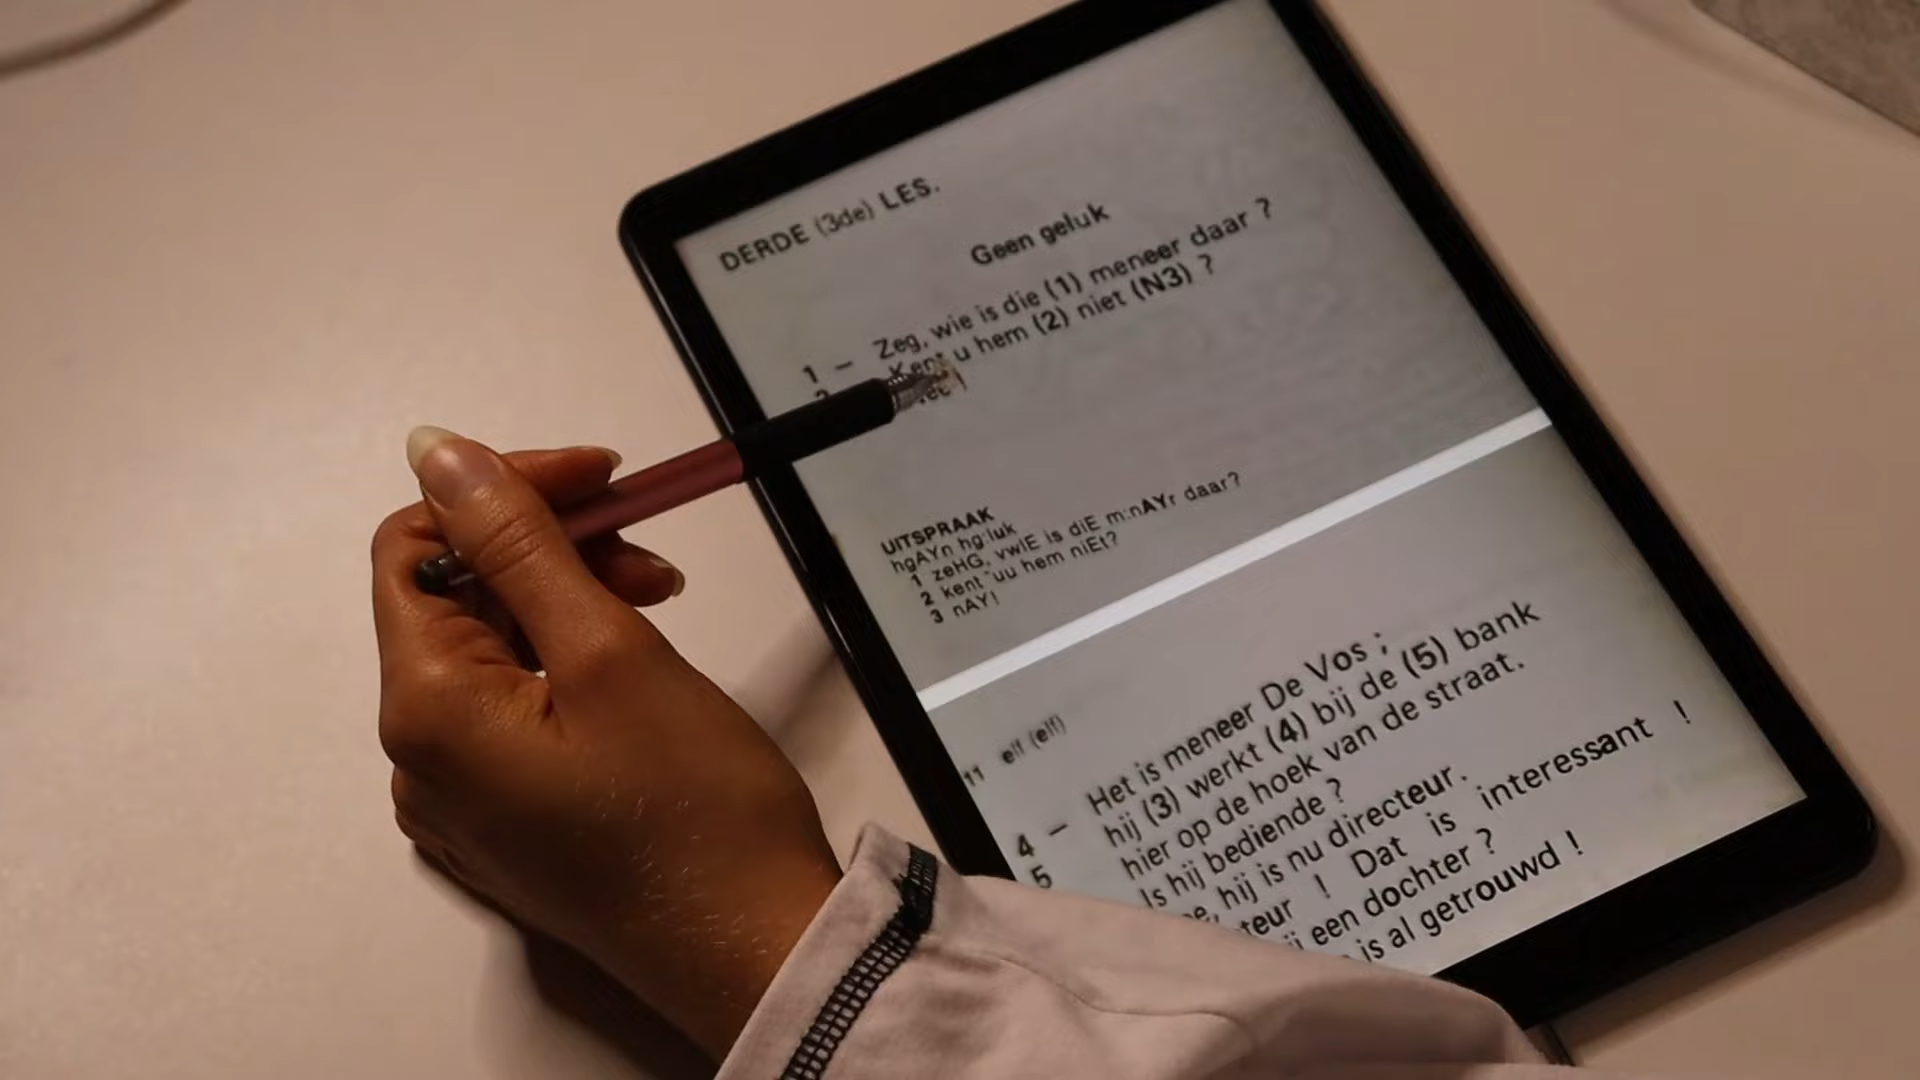 DERDE (3de) LES.
Geen geluk
1 — Zeg, wie is die (1) meneer daar ?
2 Kent u hem (2) niet (N3) ?
UITSPRAAK
hgAYn hg:luk
1 zeHG, vwIE is diE m:nAYr daar?
2 kent uu hem niEt?
3 nAY!
11 elf (elf)
4 — Het is meneer De Vos ;
5 hij (3) werkt (4) bij de (5) bank
hier op de hoek van de straat.
Is hij bediende ?
hij is nu directeur.
teur ! Dat is interessant !
een dochter ?
is al getrouwd !